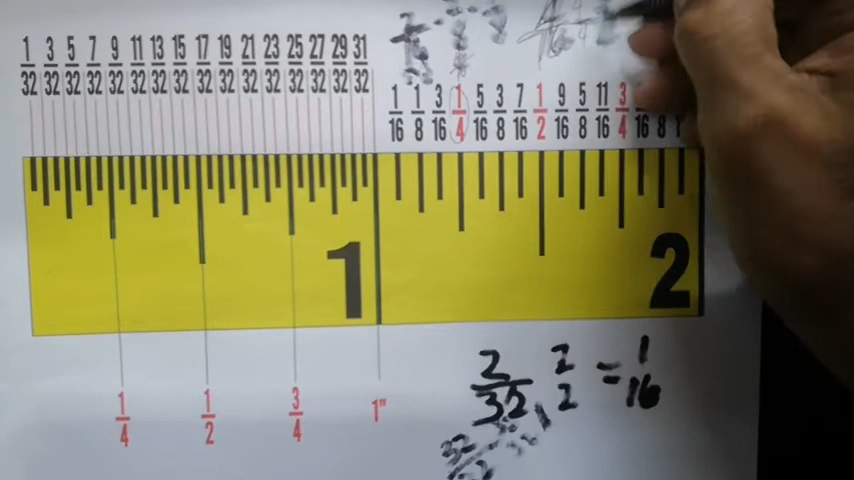 1/32 3/32 5/32 7/32 9/32 11/32 13/32 15/32 17/32 19/32 21/32 23/32 25/32 27/32 29/32 31/32
1/16 1/8 3/16 1/4 5/16 3/8 7/16 1/2 9/16 5/8 11/16 3/4
1 2
1/4 1/2 3/4 1"
2/32 2/2 = 1/16